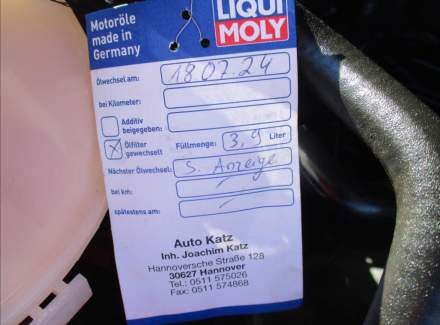 Motoröle
made in
Germany
LIQUI
MOLY
Ölwechsel am: 18.07.24
bei Kilometer:
Additiv
beigegeben:
Ölfilter
gewechselt
Füllmenge: 3,9 Liter
Nächster Ölwechsel: s. Anzeige
bei km:
spätestens am:
Auto Katz
Inh. Joachim Katz
Hannoversche Straße 128
30627 Hannover
Tel.: 0511 575026
Fax: 0511 574868